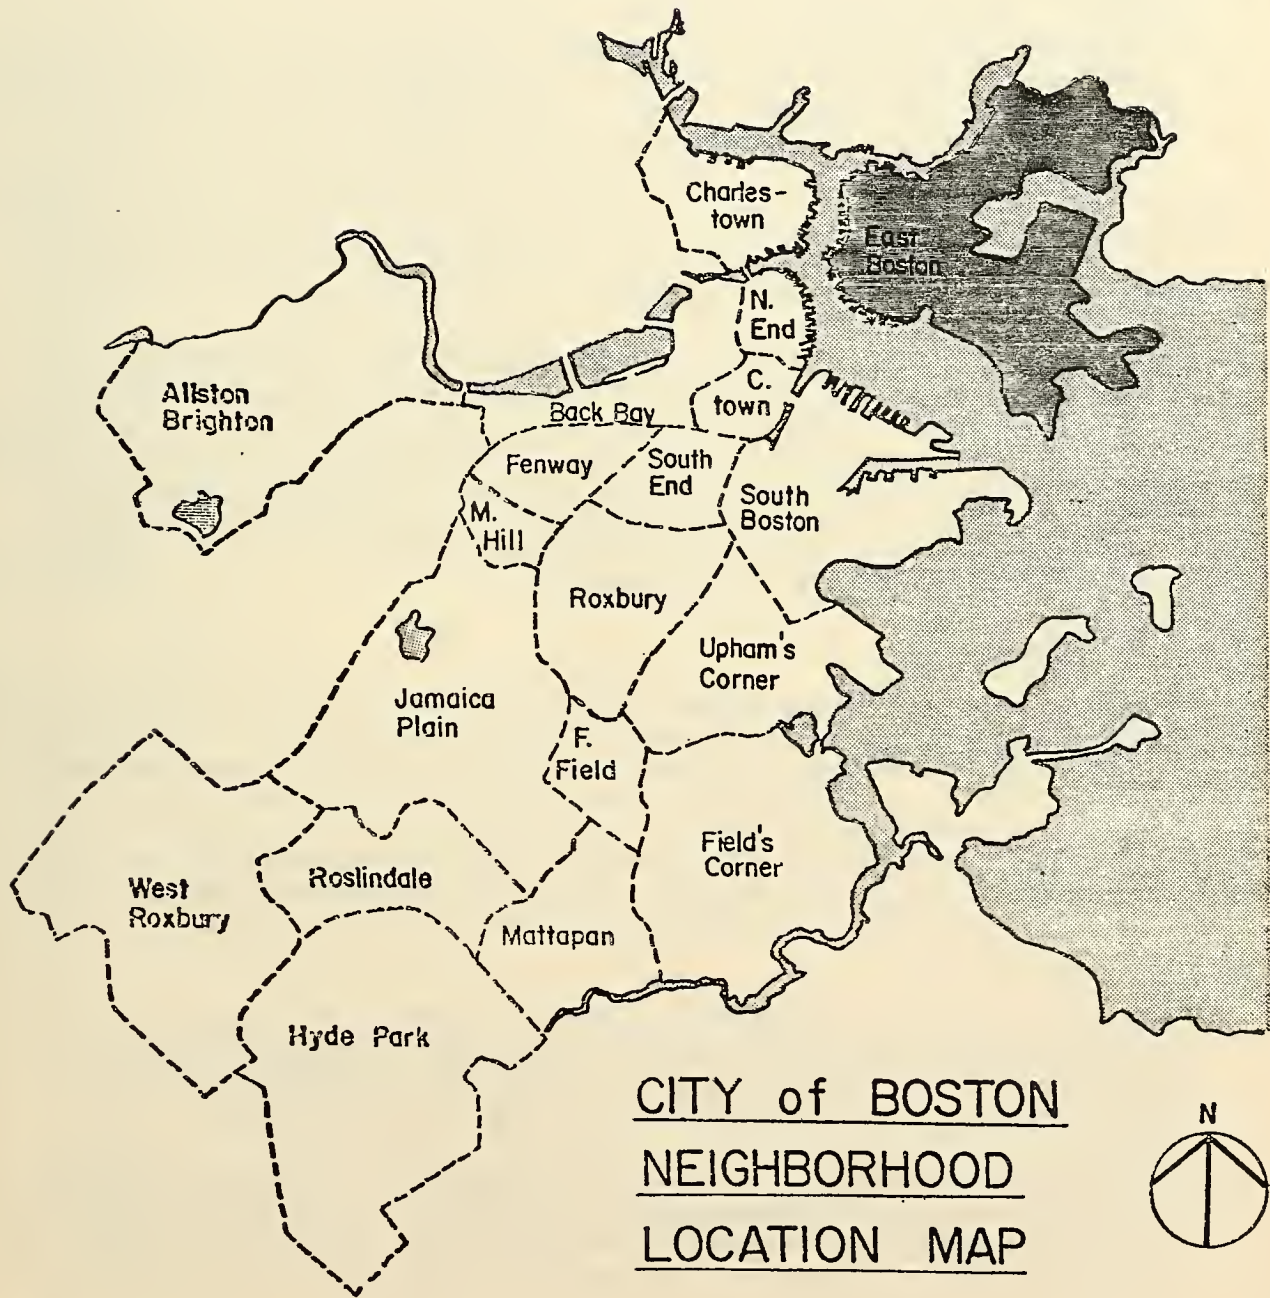 Charles-
town
East
Boston
N.
End
C.
town
Allston
Brighton
Back Bay
Fenway
South
End
South
Boston
M.
Hill
Roxbury
Upham's
Corner
Jamaica
Plain
F.
Field
Field's
Corner
West
Roxbury
Roslindale
Mattapan
Hyde Park
CITY of BOSTON
NEIGHBORHOOD
LOCATION MAP
N